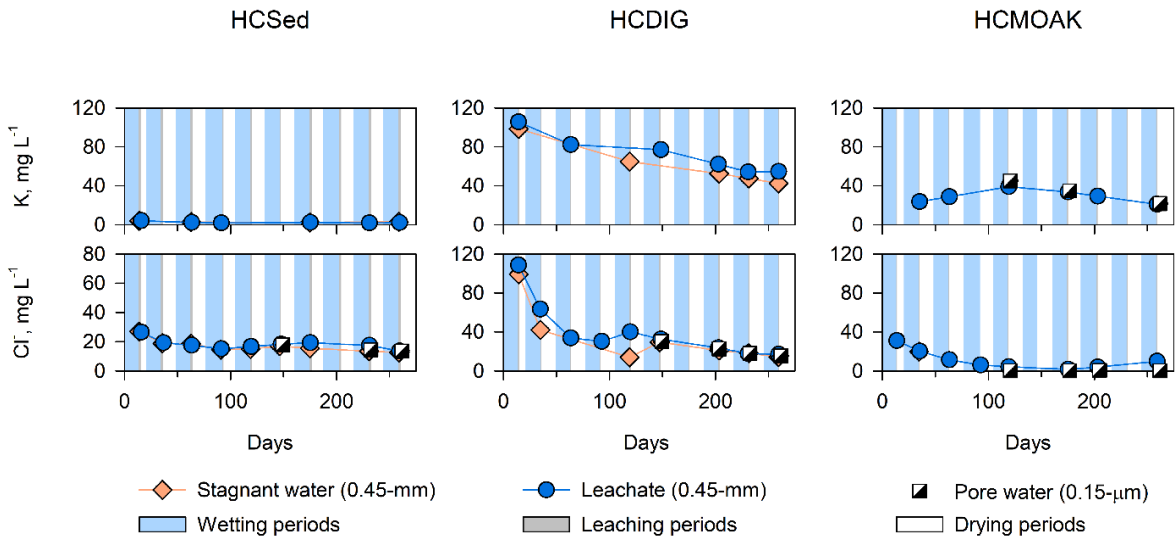 HCSed HCDIG HCMOAK
K, mg L⁻¹
120 120 120
80 80 80
40 40 40
0 0 0
Cl, mg L⁻¹
80 120 120
60 80 80
40 40 40
20 0 0
0
0 100 200 0 100 200 0 100 200
Days Days Days
Stagnant water (0.45-mm) Leachate (0.45-mm) Pore water (0.15-μm)
Wetting periods Leaching periods Drying periods